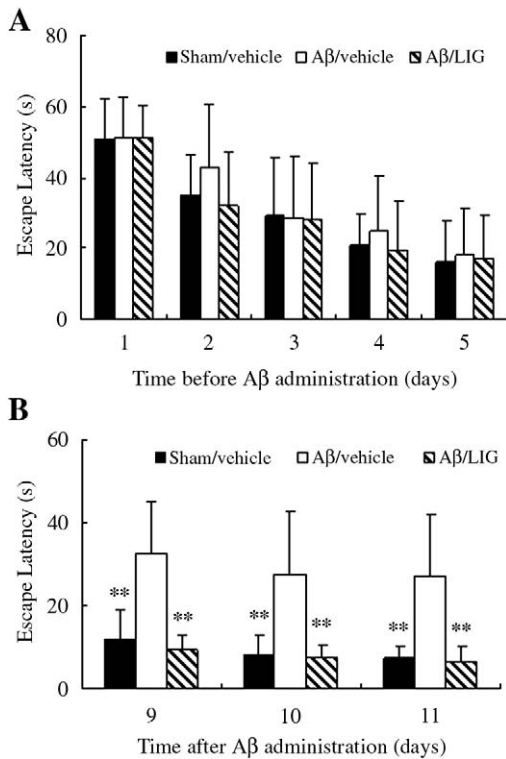 A
80
60
40
20
0
Escape Latency (s)
Sham/vehicle Aβ/vehicle Aβ/LIG
1 2 3 4 5
Time before Aβ administration (days)
B
60
40
20
0
Escape Latency (s)
Sham/vehicle Aβ/vehicle Aβ/LIG
** ** ** ** ** **
9 10 11
Time after Aβ administration (days)